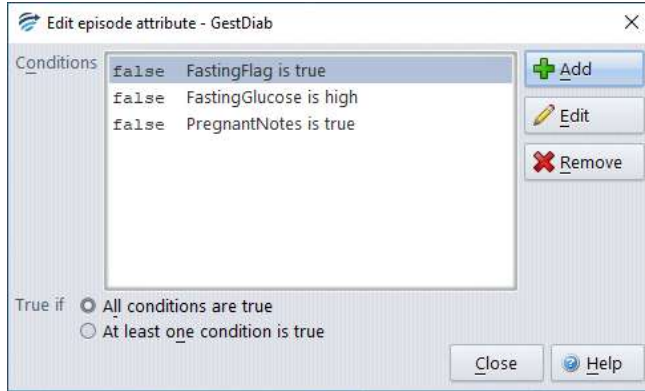 Edit episode attribute - GestDiab
Conditions
false FastingFlag is true
false FastingGlucose is high
false PregnantNotes is true
Add
Edit
Remove
True if
All conditions are true
At least one condition is true
Close
Help